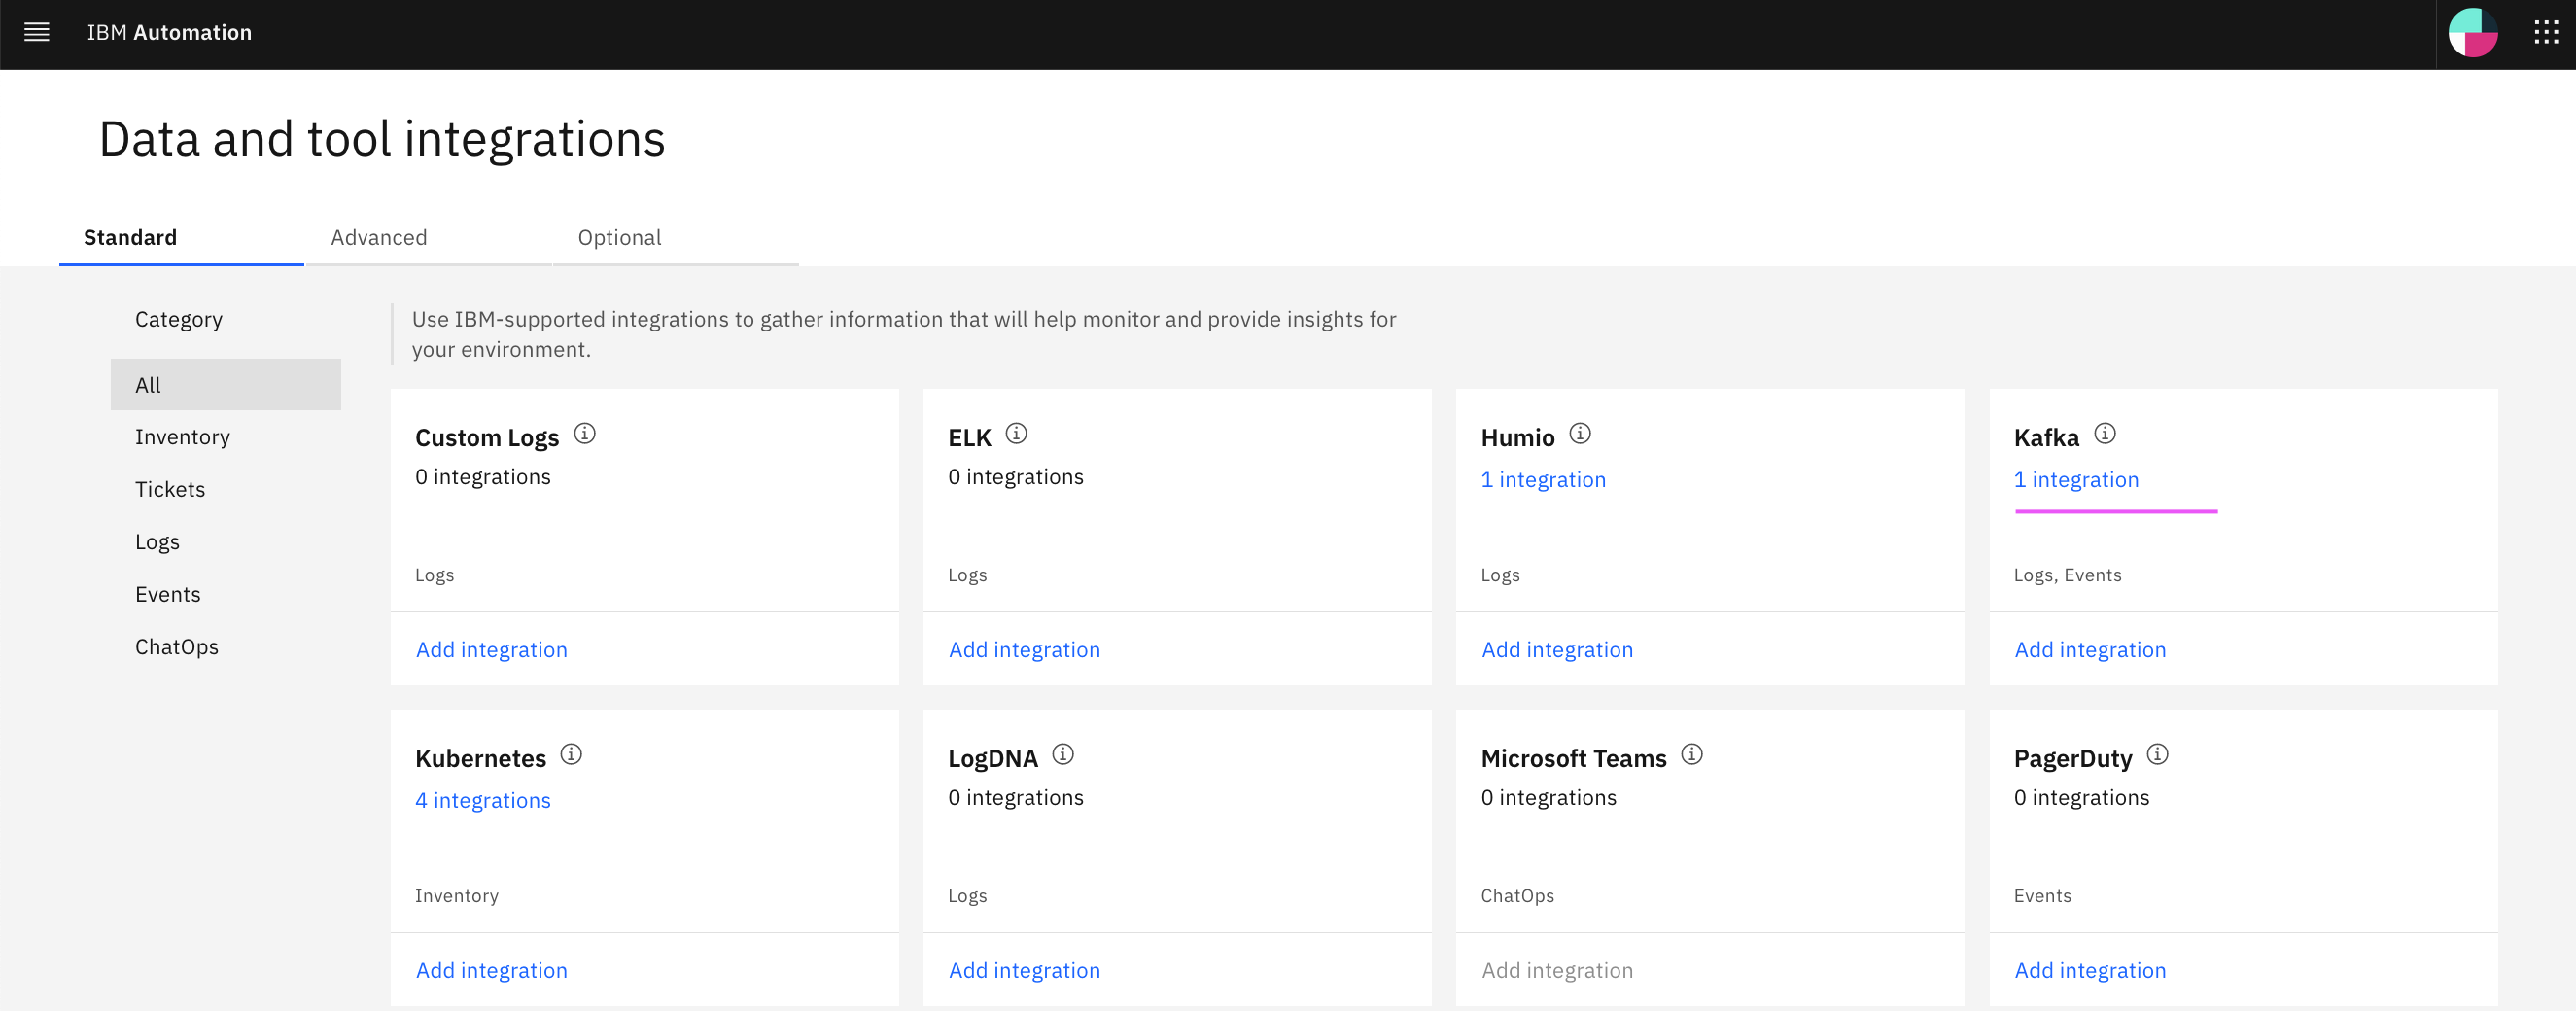 IBM Automation
Data and tool integrations
Standard
Advanced
Optional
Category
All
Inventory
Tickets
Logs
Events
ChatOps
Use IBM-supported integrations to gather information that will help monitor and provide insights for
your environment.
Custom Logs
0 integrations
Logs
Add integration
ELK
0 integrations
Logs
Add integration
Humio
1 integration
Logs
Add integration
Kafka
1 integration
Logs, Events
Add integration
Kubernetes
4 integrations
Inventory
Add integration
LogDNA
0 integrations
Logs
Add integration
Microsoft Teams
0 integrations
ChatOps
Add integration
PagerDuty
0 integrations
Events
Add integration